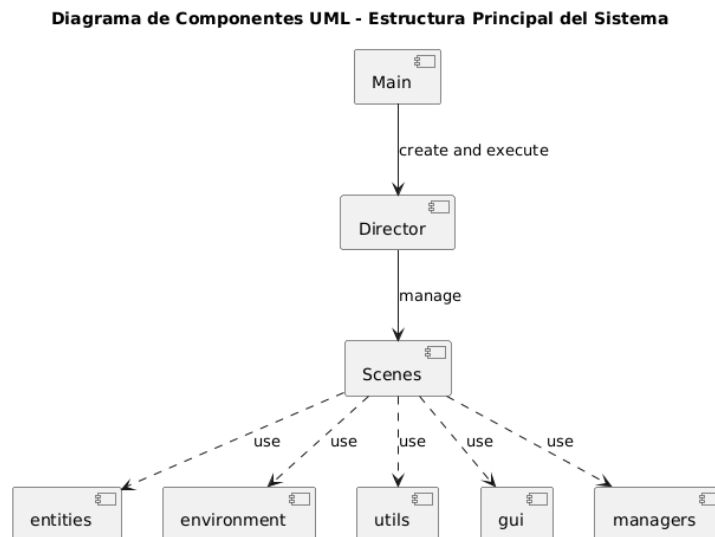 Diagrama de Componentes UML - Estructura Principal del Sistema
Main
create and execute
Director
manage
Scenes
use use use use use
entities environment utils gui managers